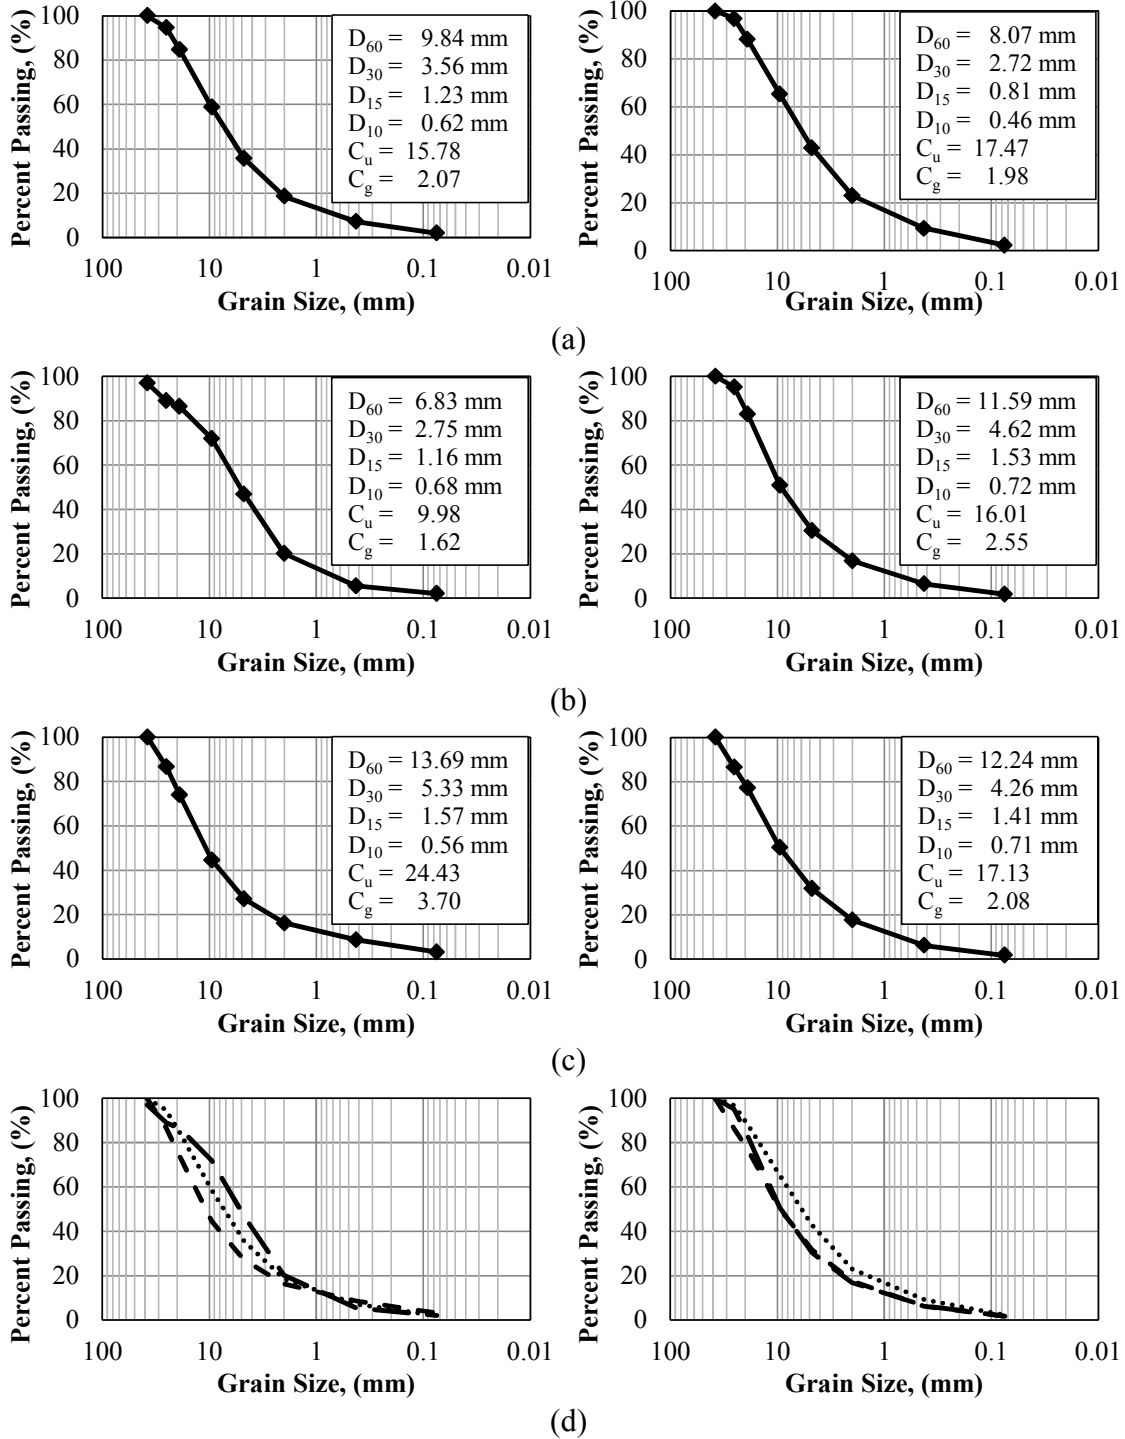 Percent Passing, (%)
100
80
60
40
20
0
D60 = 9.84 mm
D30 = 3.56 mm
D15 = 1.23 mm
D10 = 0.62 mm
Cu = 15.78
Cg = 2.07
100 10 1 0.1 0.01
Grain Size, (mm)
Percent Passing, (%)
100
80
60
40
20
0
D60 = 8.07 mm
D30 = 2.72 mm
D15 = 0.81 mm
D10 = 0.46 mm
Cu = 17.47
Cg = 1.98
100 10 1 0.1 0.01
Grain Size, (mm)
(a)
Percent Passing, (%)
100
80
60
40
20
0
D60 = 6.83 mm
D30 = 2.75 mm
D15 = 1.16 mm
D10 = 0.68 mm
Cu = 9.98
Cg = 1.62
100 10 1 0.1 0.01
Grain Size, (mm)
Percent Passing, (%)
100
80
60
40
20
0
D60 = 11.59 mm
D30 = 4.62 mm
D15 = 1.53 mm
D10 = 0.72 mm
Cu = 16.01
Cg = 2.55
100 10 1 0.1 0.01
Grain Size, (mm)
(b)
Percent Passing, (%)
100
80
60
40
20
0
D60 = 13.69 mm
D30 = 5.33 mm
D15 = 1.57 mm
D10 = 0.56 mm
Cu = 24.43
Cg = 3.70
100 10 1 0.1 0.01
Grain Size, (mm)
Percent Passing, (%)
100
80
60
40
20
0
D60 = 12.24 mm
D30 = 4.26 mm
D15 = 1.41 mm
D10 = 0.71 mm
Cu = 17.13
Cg = 2.08
100 10 1 0.1 0.01
Grain Size, (mm)
(c)
Percent Passing, (%)
100
80
60
40
20
0
100 10 1 0.1 0.01
Grain Size, (mm)
Percent Passing, (%)
100
80
60
40
20
0
100 10 1 0.1 0.01
Grain Size, (mm)
(d)